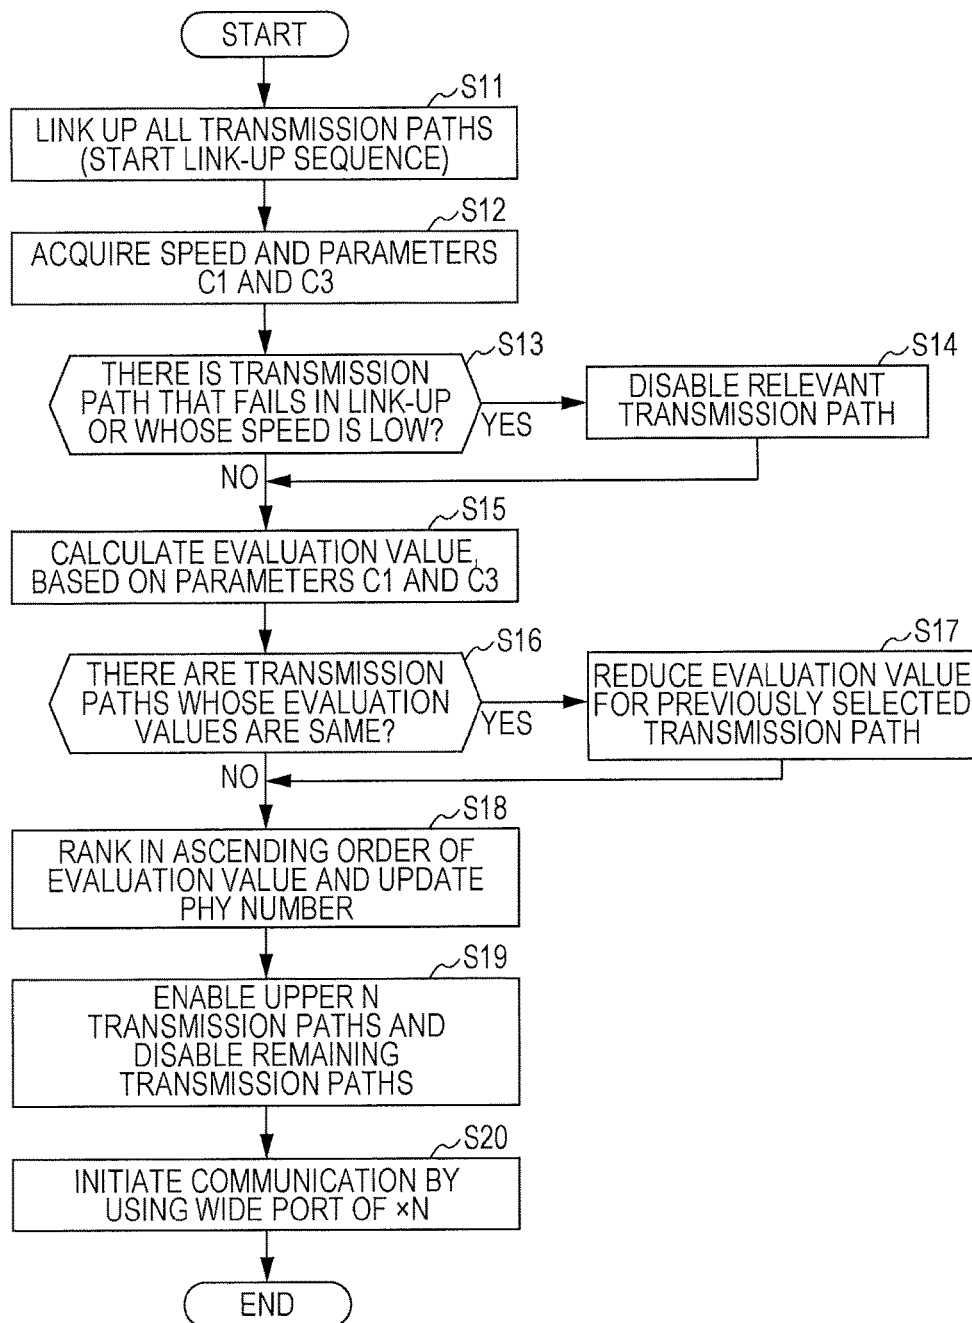 START
S11
LINK UP ALL TRANSMISSION PATHS
(START LINK-UP SEQUENCE)
S12
ACQUIRE SPEED AND PARAMETERS
C1 AND C3
S13
THERE IS TRANSMISSION
PATH THAT FAILS IN LINK-UP
OR WHOSE SPEED IS LOW?
YES
S14
DISABLE RELEVANT
TRANSMISSION PATH
NO
S15
CALCULATE EVALUATION VALUE,
BASED ON PARAMETERS C1 AND C3
S16
THERE ARE TRANSMISSION
PATHS WHOSE EVALUATION
VALUES ARE SAME?
YES
S17
REDUCE EVALUATION VALUE
FOR PREVIOUSLY SELECTED
TRANSMISSION PATH
NO
S18
RANK IN ASCENDING ORDER OF
EVALUATION VALUE AND UPDATE
PHY NUMBER
S19
ENABLE UPPER N
TRANSMISSION PATHS AND
DISABLE REMAINING
TRANSMISSION PATHS
S20
INITIATE COMMUNICATION BY
USING WIDE PORT OF ×N
END